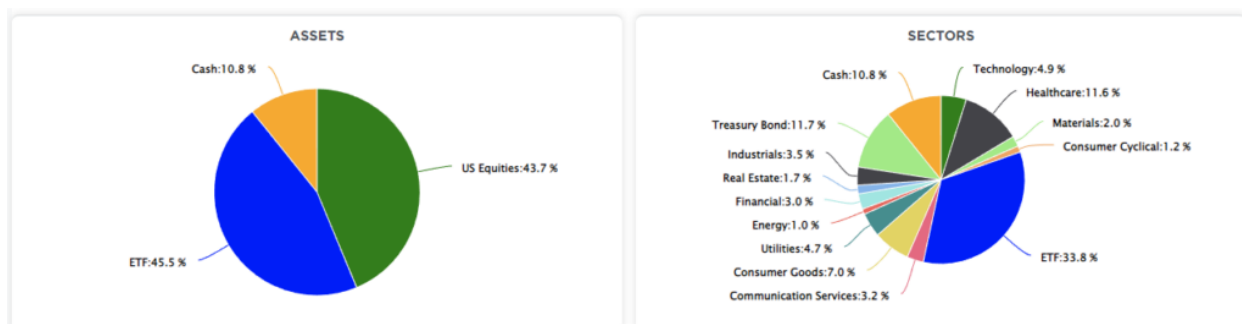 ASSETS
Cash:10.8 %
US Equities:43.7 %
ETF:45.5 %
SECTORS
Cash:10.8 %
Technology:4.9 %
Healthcare:11.6 %
Treasury Bond:11.7 %
Materials:2.0 %
Consumer Cyclical:1.2 %
Industrials:3.5 %
Real Estate:1.7 %
Financial:3.0 %
Energy:1.0 %
Utilities:4.7 %
ETF:33.8 %
Consumer Goods:7.0 %
Communication Services:3.2 %